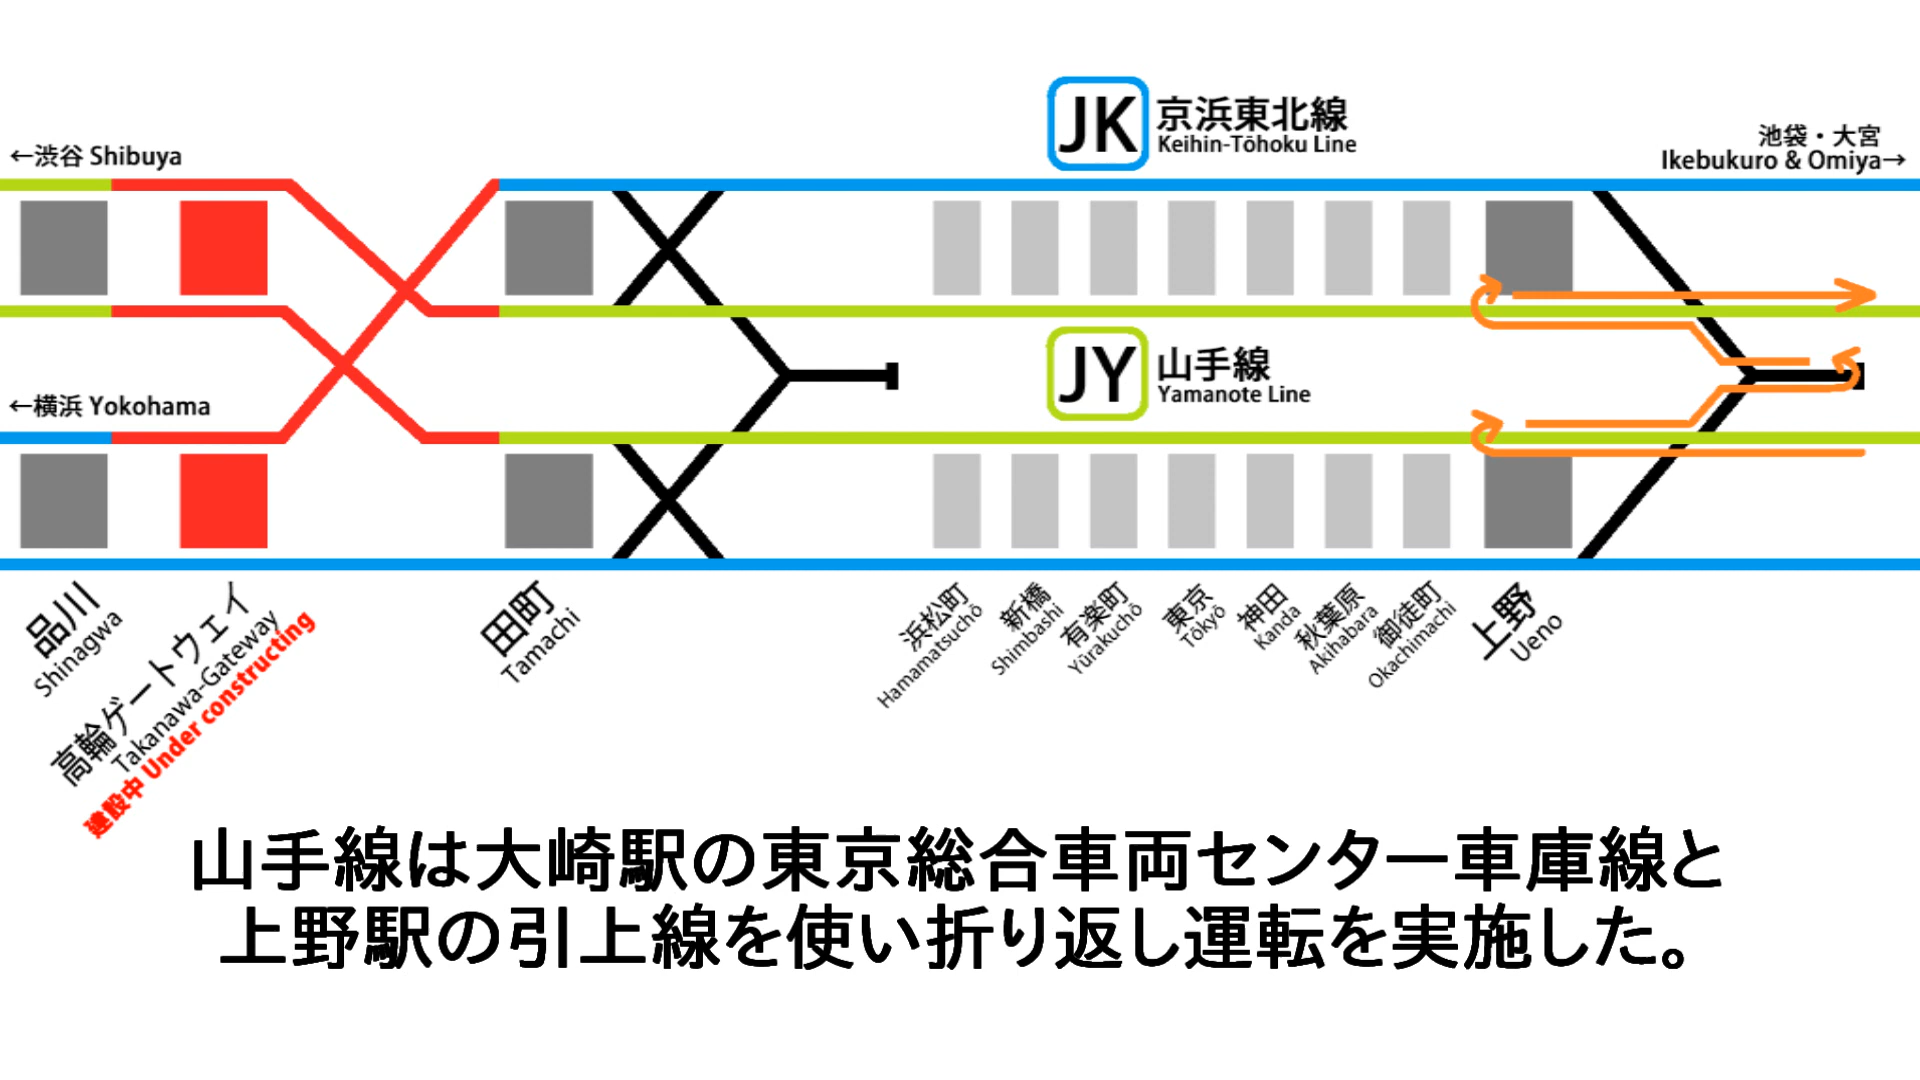 JK 京浜東北線
Keihin-Tōhoku Line
池袋・大宮
Ikebukuro & Omiya→
←渋谷 Shibuya
JY 山手線
Yamanote Line
←横浜 Yokohama
品川
Shinagwa
高輪ゲートウェイ
Takanawa-Gateway
建設中 Under constructing
田町
Tamachi
浜松町
Hamamatsuchō
新橋
Shimbashi
有楽町
Yūrakuchō
東京
Tōkyō
神田
Kanda
秋葉原
Akihabara
御徒町
Okachimachi
上野
Ueno
山手線は大崎駅の東京総合車両センター車庫線と
上野駅の引上線を使い折り返し運転を実施した。